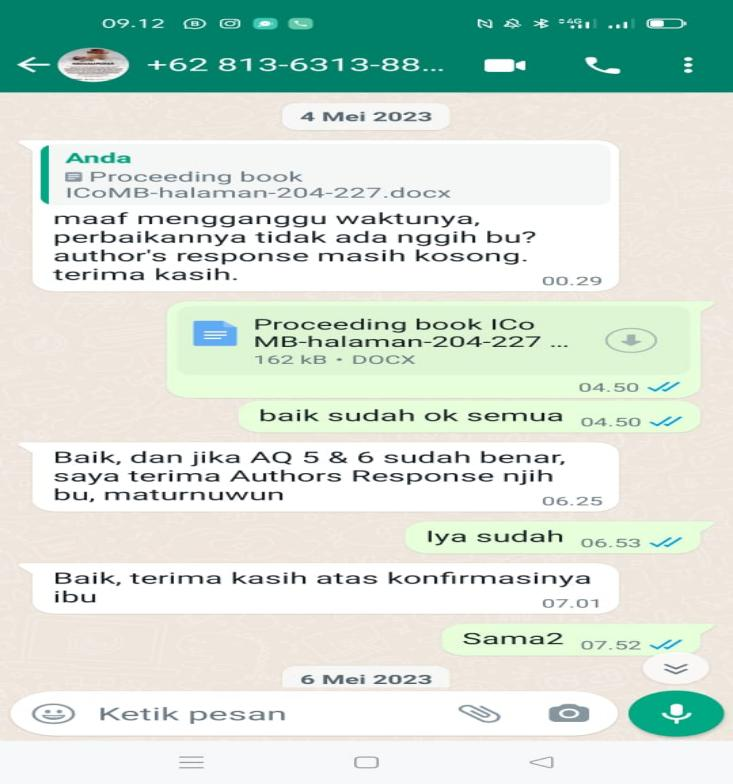 09.12
4G
+62 813-6313-88...
4 Mei 2023
Anda
Proceeding book
ICoMB-halaman-204-227.docx
maaf mengganggu waktunya,
perbaikannya tidak ada nggih bu?
author's response masih kosong.
terima kasih.
00.29
Proceeding book ICo
MB-halaman-204-227 ...
162 kB • DOCX
04.50
baik sudah ok semua 04.50
Baik, dan jika AQ 5 & 6 sudah benar,
saya terima Authors Response njih
bu, maturnuwun
06.25
Iya sudah 06.53
Baik, terima kasih atas konfirmasinya
ibu
07.01
Sama2 07.52
6 Mei 2023
Ketik pesan